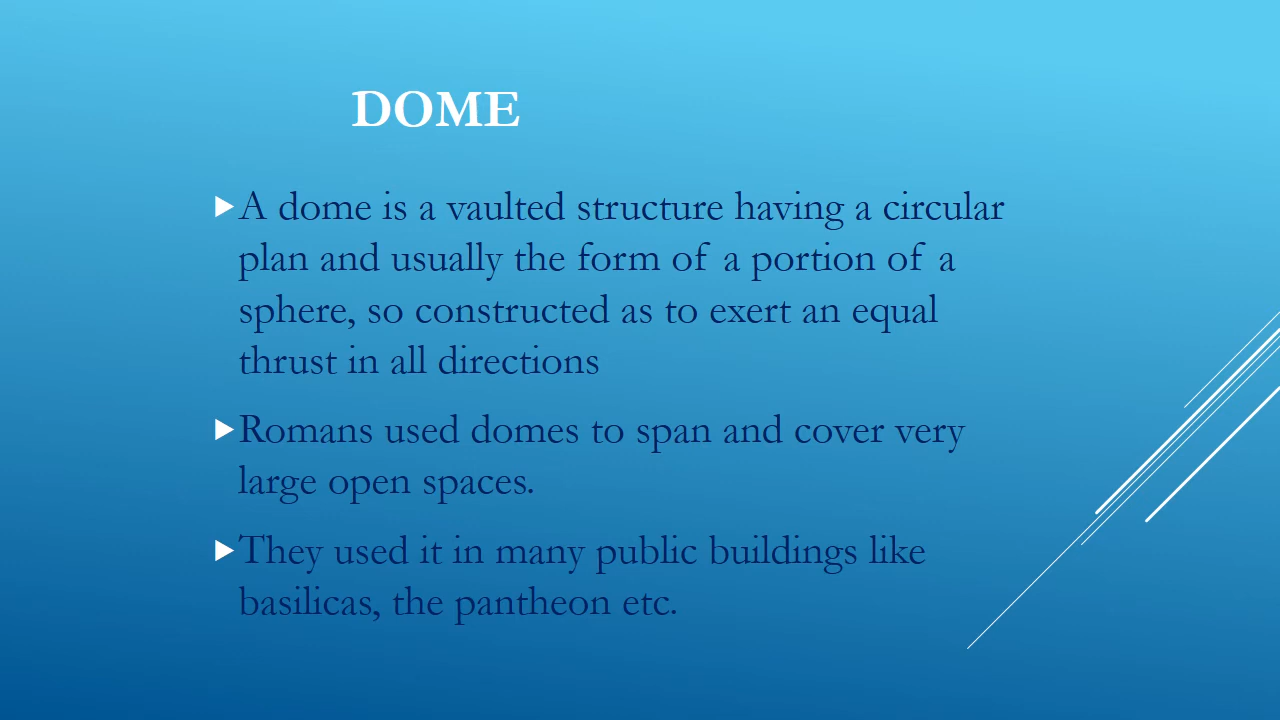 DOME
A dome is a vaulted structure having a circular
plan and usually the form of a portion of a
sphere, so constructed as to exert an equal
thrust in all directions
Romans used domes to span and cover very
large open spaces.
They used it in many public buildings like
basilicas, the pantheon etc.